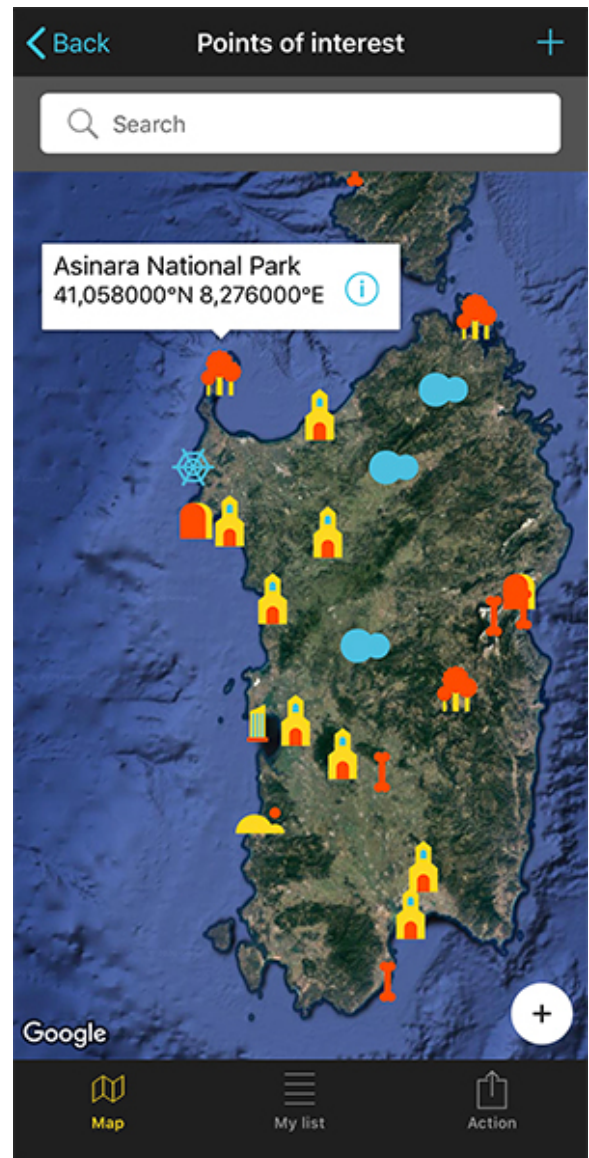 Back
Points of interest
Search
Asinara National Park
41,058000°N 8,276000°E
Google
Map
My list
Action